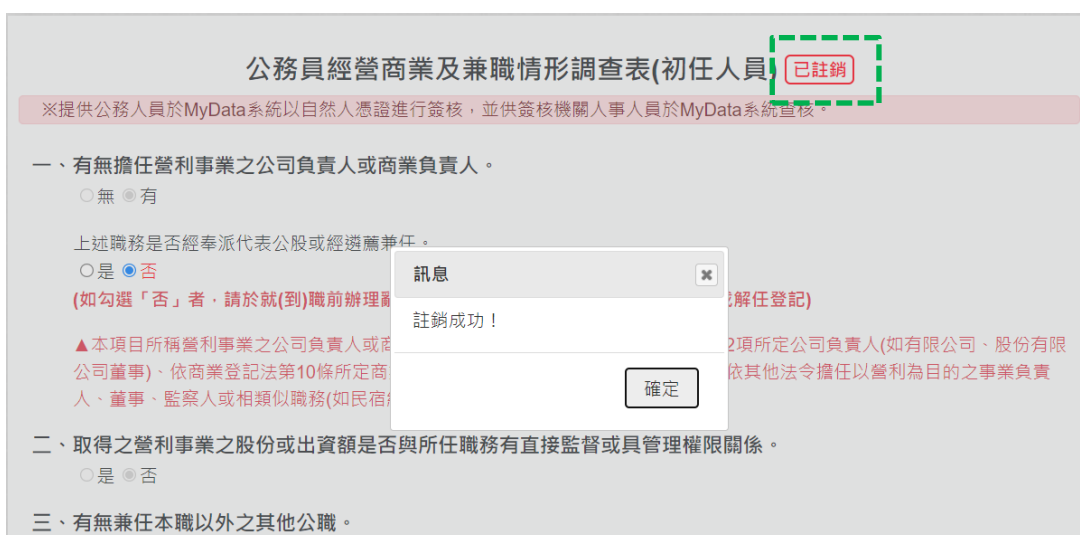 公務員經營商業及兼職情形調查表(初任人員) 已註銷
※提供公務人員於MyData系統以自然人憑證進行簽核，並供簽核機關人事人員於MyData系統查核。
一、有無擔任營利事業之公司負責人或商業負責人。
無 有
上述職務是否經奉派代表公股或經遴薦兼任。
是 否
(如勾選「否」者，請於就(到)職前辦理 解任登記)
▲本項目所稱營利事業之公司負責人或 2項所定公司負責人(如有限公司、股份有限
公司董事)、依商業登記法第10條所定商 依其他法令擔任以營利為目的之事業負責
人、董事、監察人或相類似職務(如民宿
訊息
註銷成功！
確定
二、取得之營利事業之股份或出資額是否與所任職務有直接監督或具管理權限關係。
是 否
三、有無兼任本職以外之其他公職。